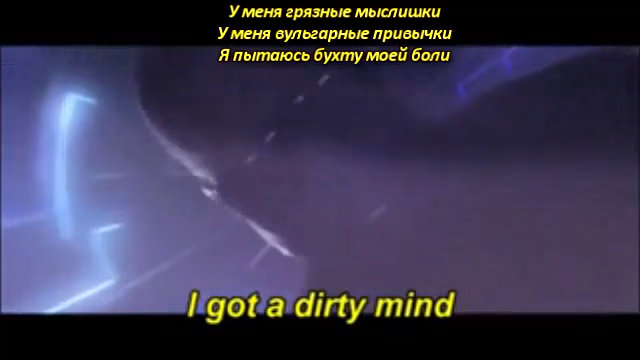 У меня грязные мыслишки
У меня вульгарные привычки
Я пытаюсь бухту моей боли
I got a dirty mind